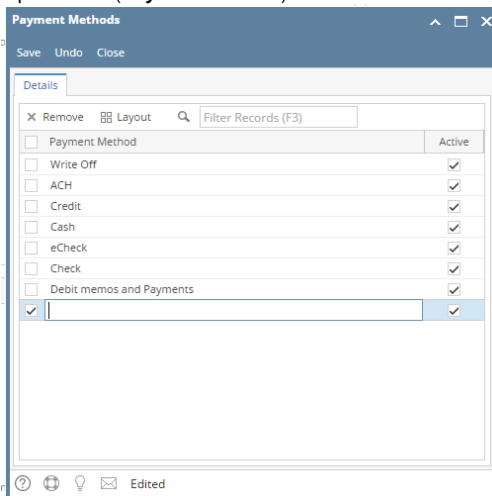 Payment Methods
Save Undo Close
Details
Remove Layout Filter Records (F3)
Payment Method Active
Write Off
ACH
Credit
Cash
eCheck
Check
Debit memos and Payments
Edited